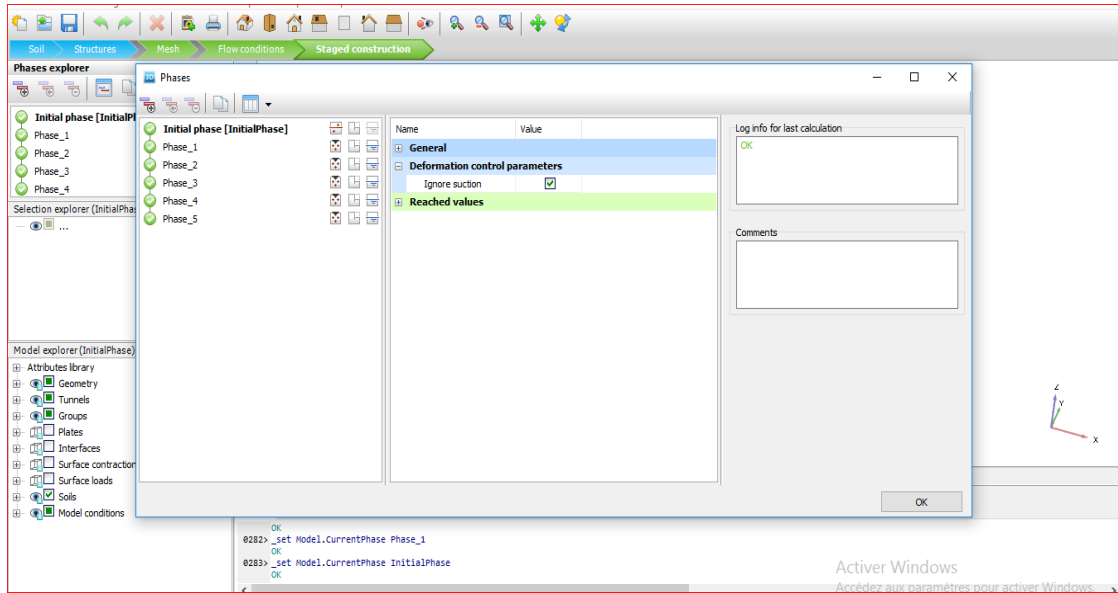 Soil Structures Mesh Flow conditions Staged construction
Phases explorer
Initial phase [InitialP
Phase_1
Phase_2
Phase_3
Phase_4
Selection explorer (InitialPha
...
Model explorer (InitialPhase)
Attributes library
Geometry
Tunnels
Groups
Plates
Interfaces
Surface contraction
Surface loads
Soils
Model conditions
3D Phases
Initial phase [InitialPhase]
Phase_1
Phase_2
Phase_3
Phase_4
Phase_5
Name Value
General
Deformation control parameters
Ignore suction
Reached values
Log info for last calculation
OK
Comments
OK
Z
Y
X
OK
0282> _set Model.CurrentPhase Phase_1
OK
0283> _set Model.CurrentPhase InitialPhase
OK
Activer Windows
Accédez aux paramètres pour activer Windows.